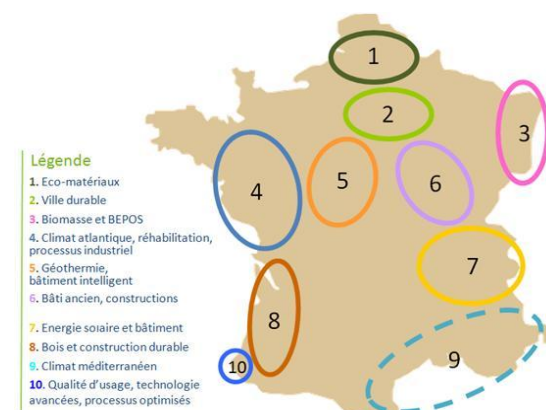 1
2
3
4
5
6
7
8
9
10
Légende
1. Eco-matériaux
2. Ville durable
3. Biomasse et BEPOS
4. Climat atlantique, réhabilitation,
processus industriel
5. Géothermie,
bâtiment intelligent
6. Bâti ancien, constructions
7. Energie soaire et bâtiment
8. Bois et construction durable
9. Climat méditerranéen
10. Qualité d'usage, technologie
avancées, processus optimisés